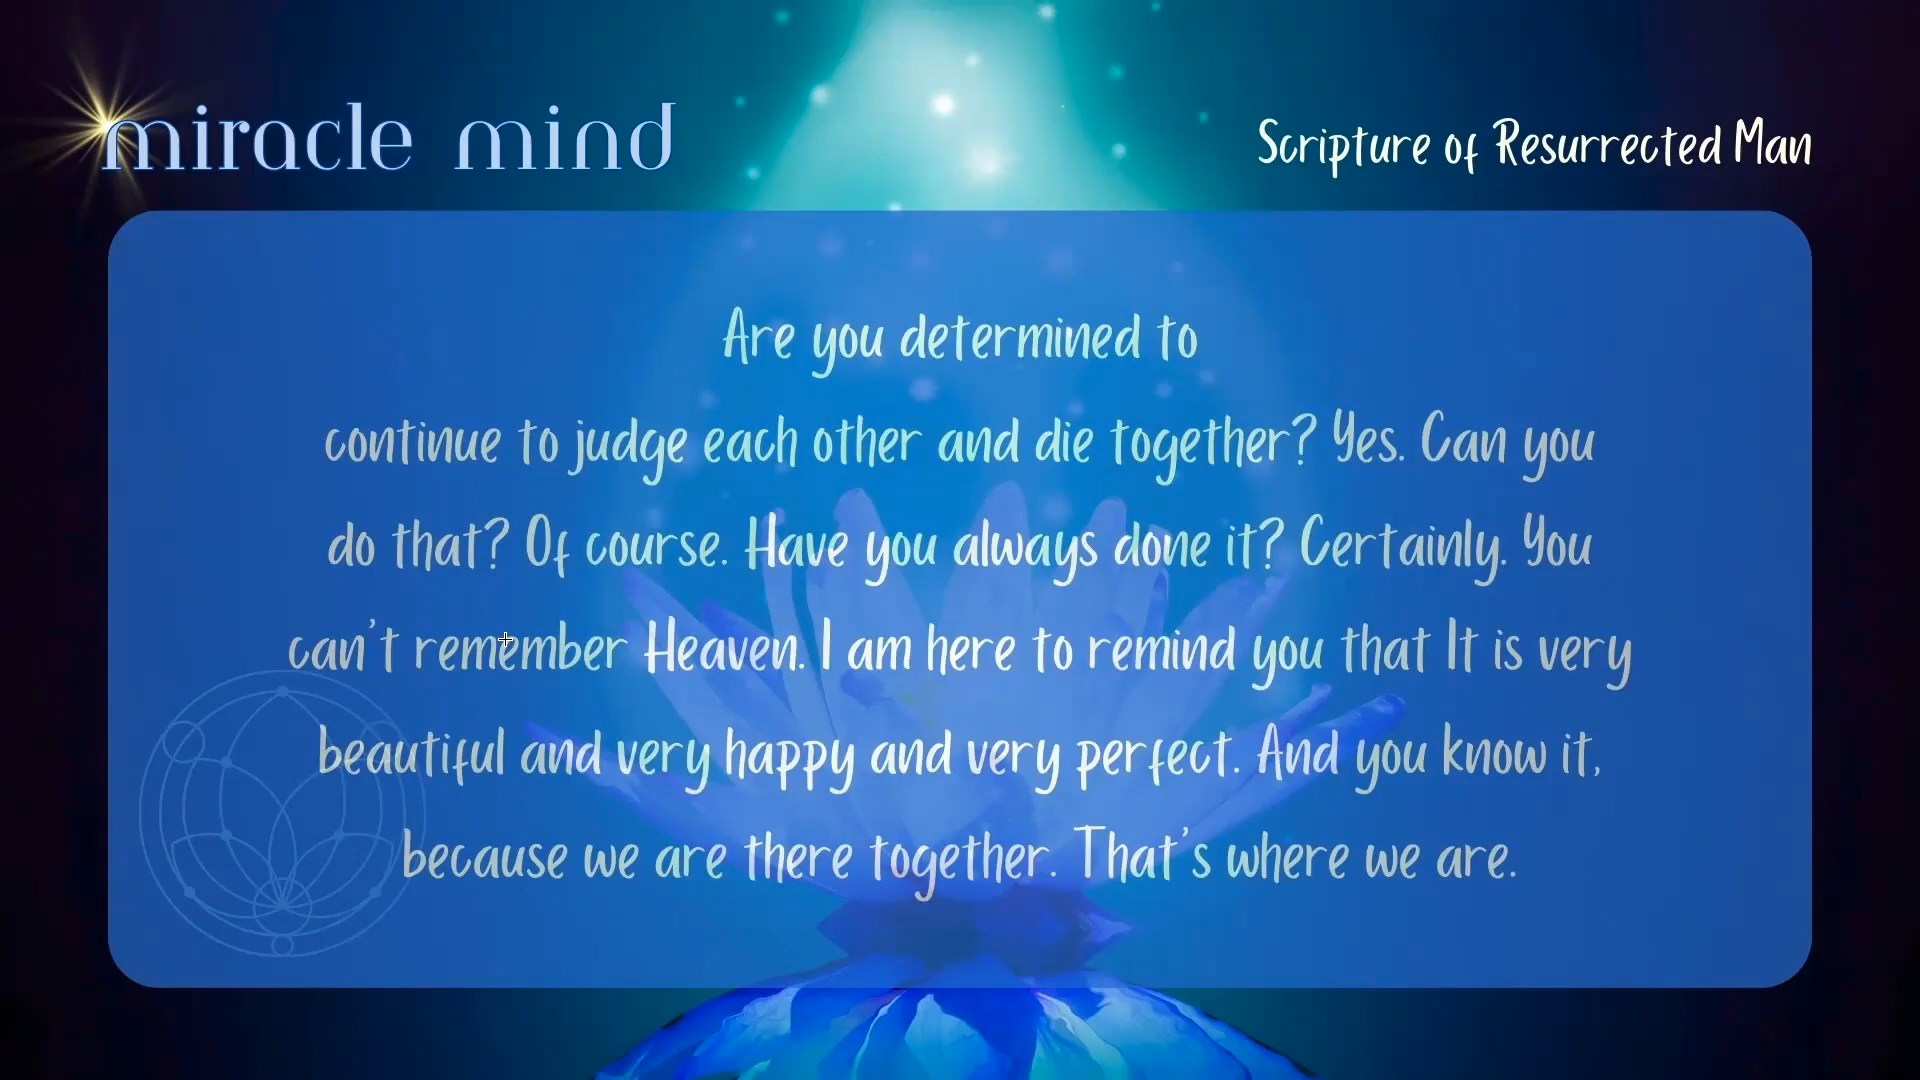 miracle mind
Scripture of Resurrected Man
Are you determined to
continue to judge each other and die together? Yes. Can you
do that? Of course. Have you always done it? Certainly. You
can't remember Heaven. I am here to remind you that It is very
beautiful and very happy and very perfect. And you know it,
because we are there together. That's where we are.